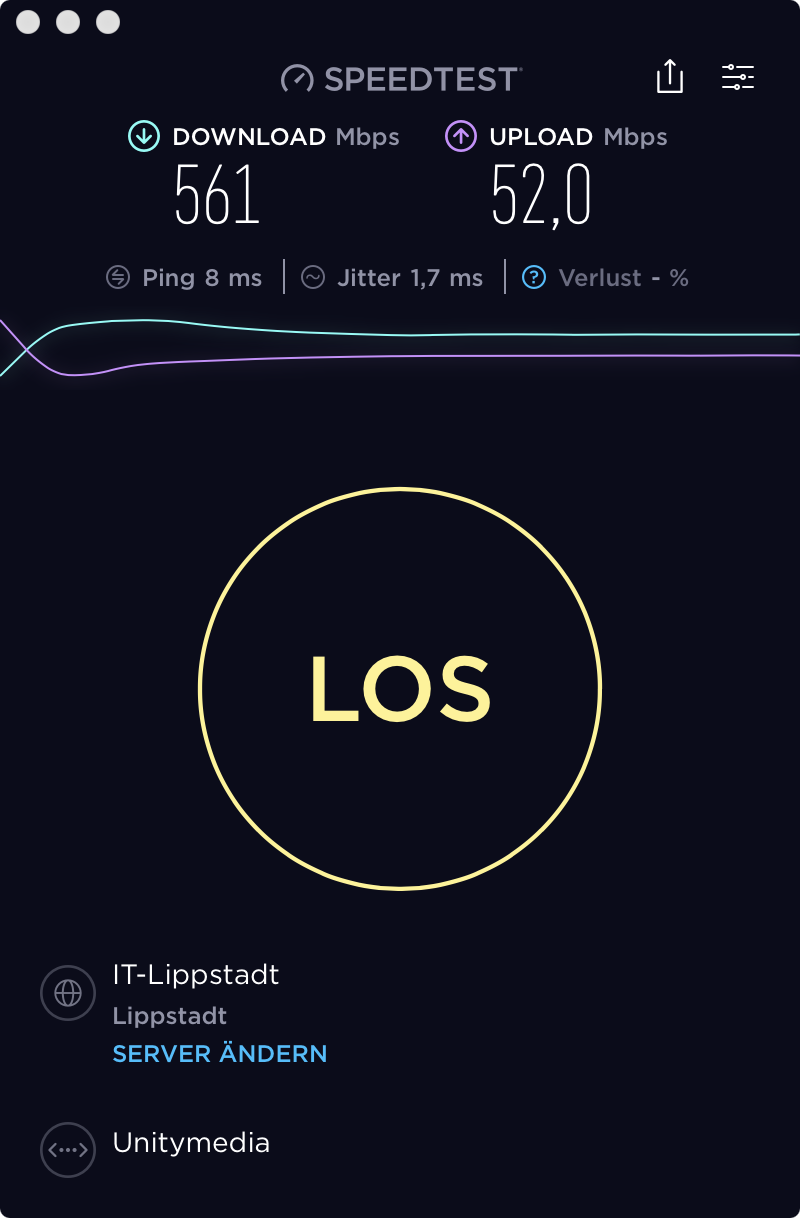 SPEEDTEST
DOWNLOAD Mbps
561
UPLOAD Mbps
52,0
Ping 8 ms
Jitter 1,7 ms
? Verlust - %
LOS
IT-Lippstadt
Lippstadt
SERVER ÄNDERN
Unitymedia